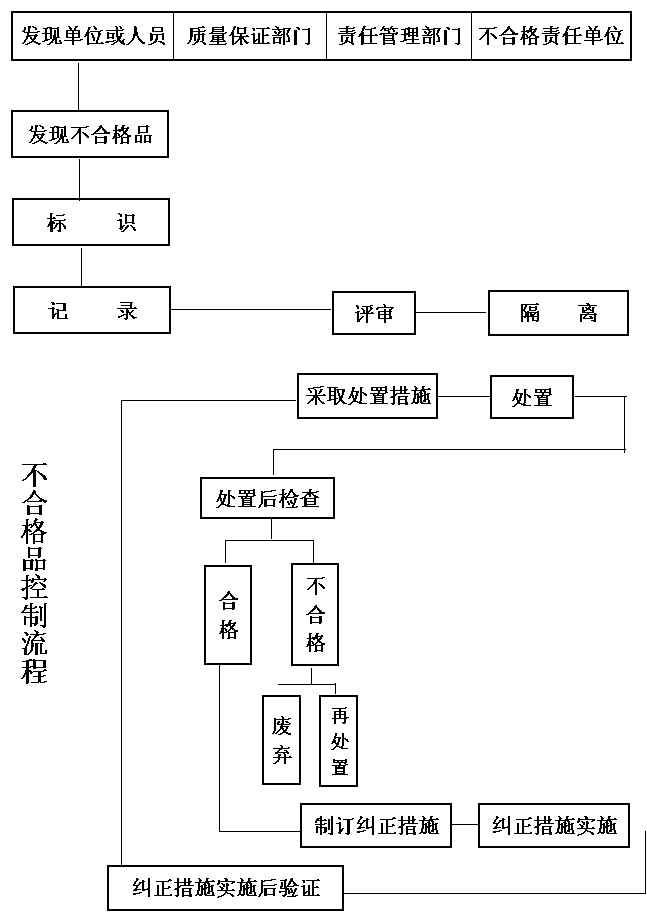 发现单位或人员 质量保证部门 责任管理部门 不合格责任单位
发现不合格品
标 识
记 录 评审 隔 离
采取处置措施 处置
不合格品控制流程
处置后检查
合格 不合格
废弃 再处置
制订纠正措施 纠正措施实施
纠正措施实施后验证